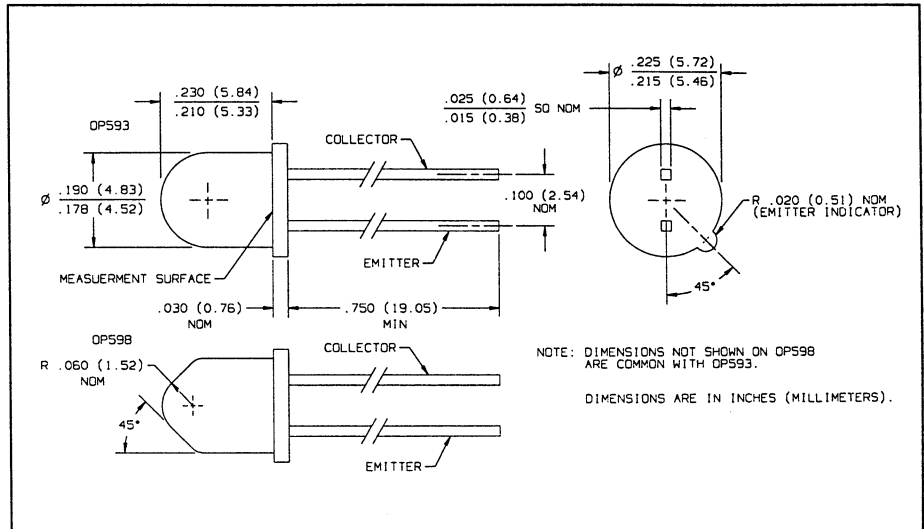 .230 (5.84)
.210 (5.33)
OP593
Ø .190 (4.83)
.178 (4.52)
COLLECTOR
.100 (2.54)
NOM
EMITTER
MEASUERMENT SURFACE
.030 (0.76)
NOM
.750 (19.05)
MIN
Ø .225 (5.72)
.215 (5.46)
.025 (0.64)
.015 (0.38)
SQ NOM
R .020 (0.51) NOM
(EMITTER INDICATOR)
45°
OP598
R .060 (1.52)
NOM
45°
COLLECTOR
EMITTER
NOTE: DIMENSIONS NOT SHOWN ON OP598
ARE COMMON WITH OP593.
DIMENSIONS ARE IN INCHES (MILLIMETERS).